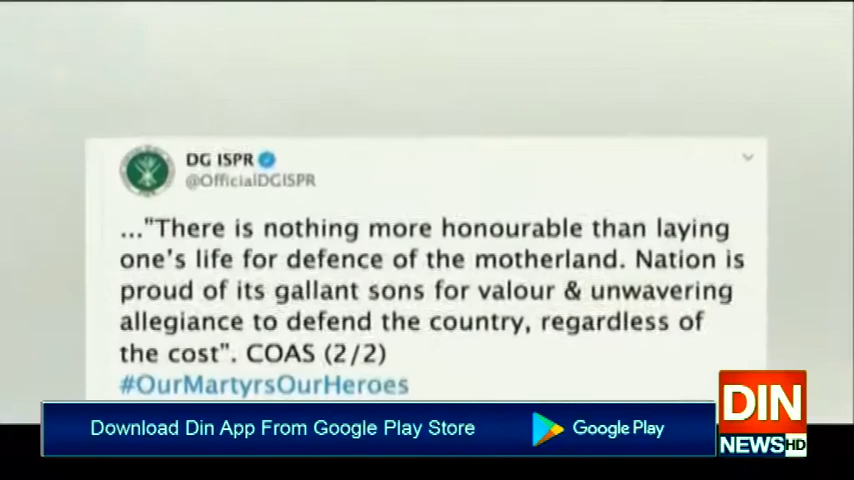 DG ISPR
@OfficialDGISPR
..."There is nothing more honourable than laying
one's life for defence of the motherland. Nation is
proud of its gallant sons for valour & unwavering
allegiance to defend the country, regardless of
the cost". COAS (2/2)
#OurMartyrsOurHeroes
Download Din App From Google Play Store
Google Play
DIN
NEWS HD